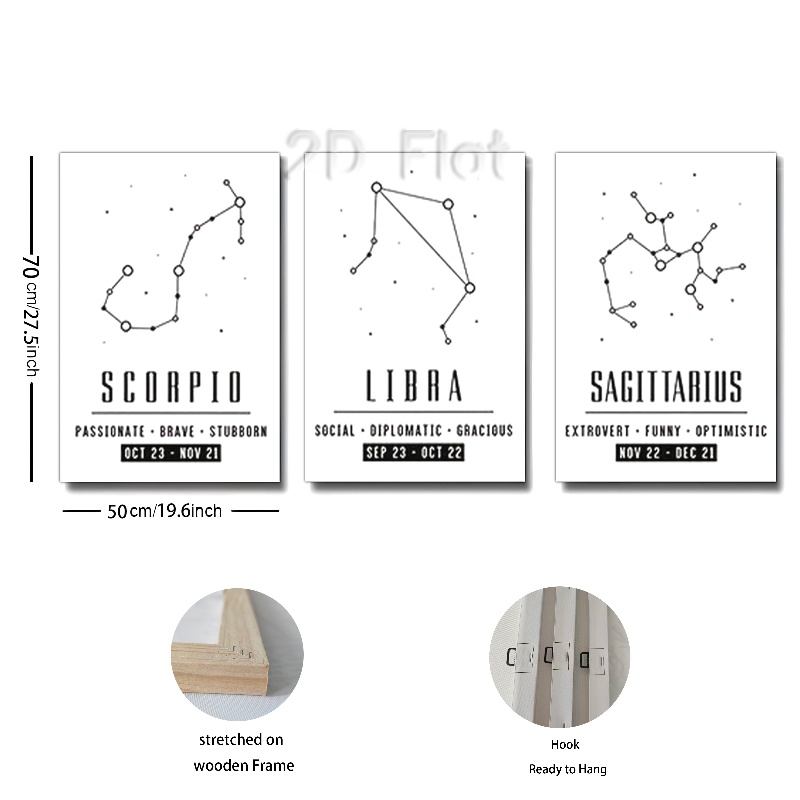 2D Flat
70 cm/27.5inch
SCORPIO
PASSIONATE • BRAVE • STUBBORN
OCT 23 - NOV 21
LIBRA
SOCIAL • DIPLOMATIC • GRACIOUS
SEP 23 - OCT 22
SAGITTARIUS
EXTROVERT • FUNNY • OPTIMISTIC
NOV 22 - DEC 21
50cm/19.6inch
stretched on
wooden Frame
Hook
Ready to Hang